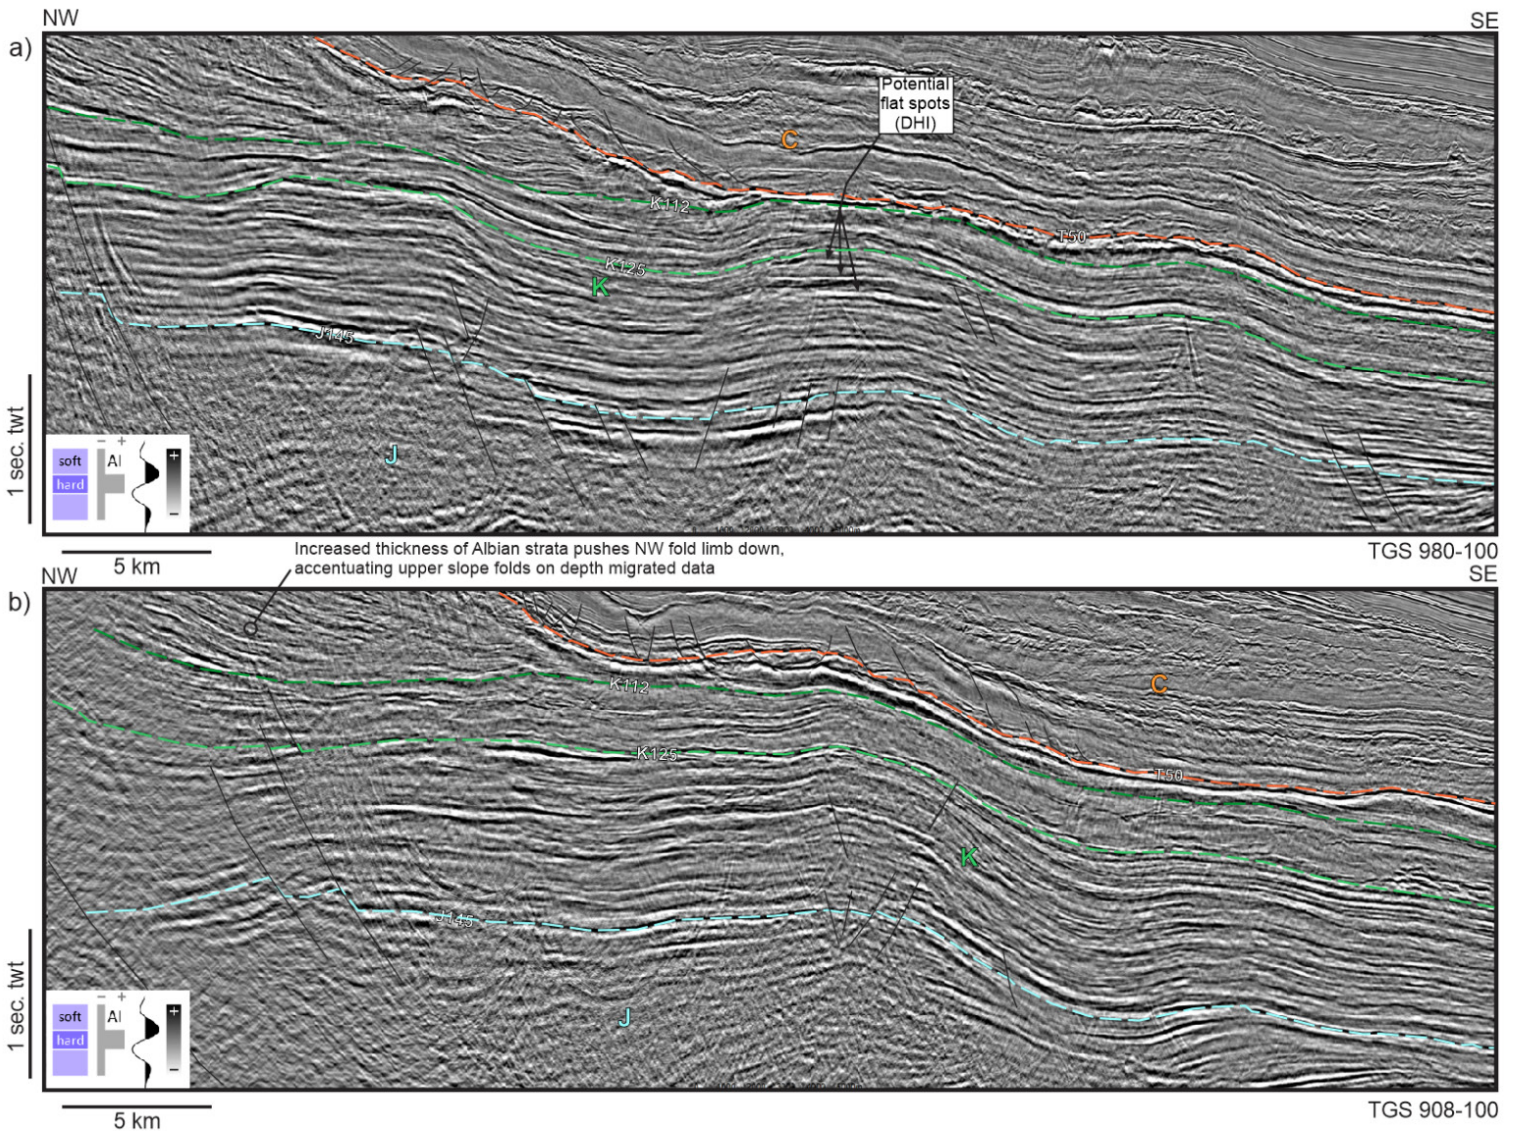 NW
SE
a)
Potential
flat spots
(DHI)
C
K112
T50
K125
K
J145
J
1 sec. twt
soft
hard
– +
AI
+
–
5 km
TGS 980-100
Increased thickness of Albian strata pushes NW fold limb down,
accentuating upper slope folds on depth migrated data
NW
SE
b)
C
K112
K125
T50
K
J145
J
1 sec. twt
soft
hard
– +
AI
+
–
5 km
TGS 908-100